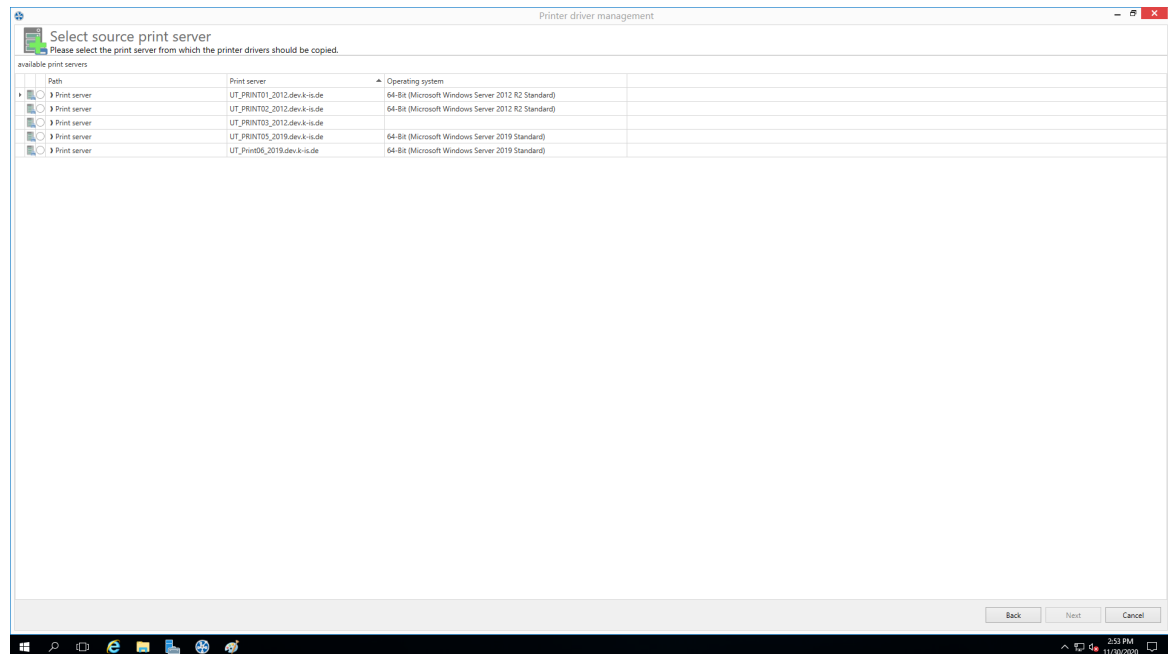 Printer driver management
Select source print server
Please select the print server from which the printer drivers should be copied.
available print servers
Path Print server Operating system
Print server UT_PRINT01_2012.dev.k-is.de 64-Bit (Microsoft Windows Server 2012 R2 Standard)
Print server UT_PRINT02_2012.dev.k-is.de 64-Bit (Microsoft Windows Server 2012 R2 Standard)
Print server UT_PRINT03_2012.dev.k-is.de
Print server UT_PRINT05_2019.dev.k-is.de 64-Bit (Microsoft Windows Server 2019 Standard)
Print server UT_Print06_2019.dev.k-is.de 64-Bit (Microsoft Windows Server 2019 Standard)
Back Next Cancel
2:53 PM
11/30/2020